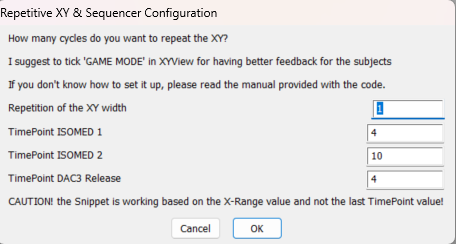 Repetitive XY & Sequencer Configuration
How many cycles do you want to repeat the XY?
I suggest to tick 'GAME MODE' in XYView for having better feedback for the subjects
If you don't know how to set it up, please read the manual provided with the code.
Repetition of the XY width 1
TimePoint ISOMED 1 4
TimePoint ISOMED 2 10
TimePoint DAC3 Release 4
CAUTION! the Snippet is working based on the X-Range value and not the last TimePoint value!
Cancel OK